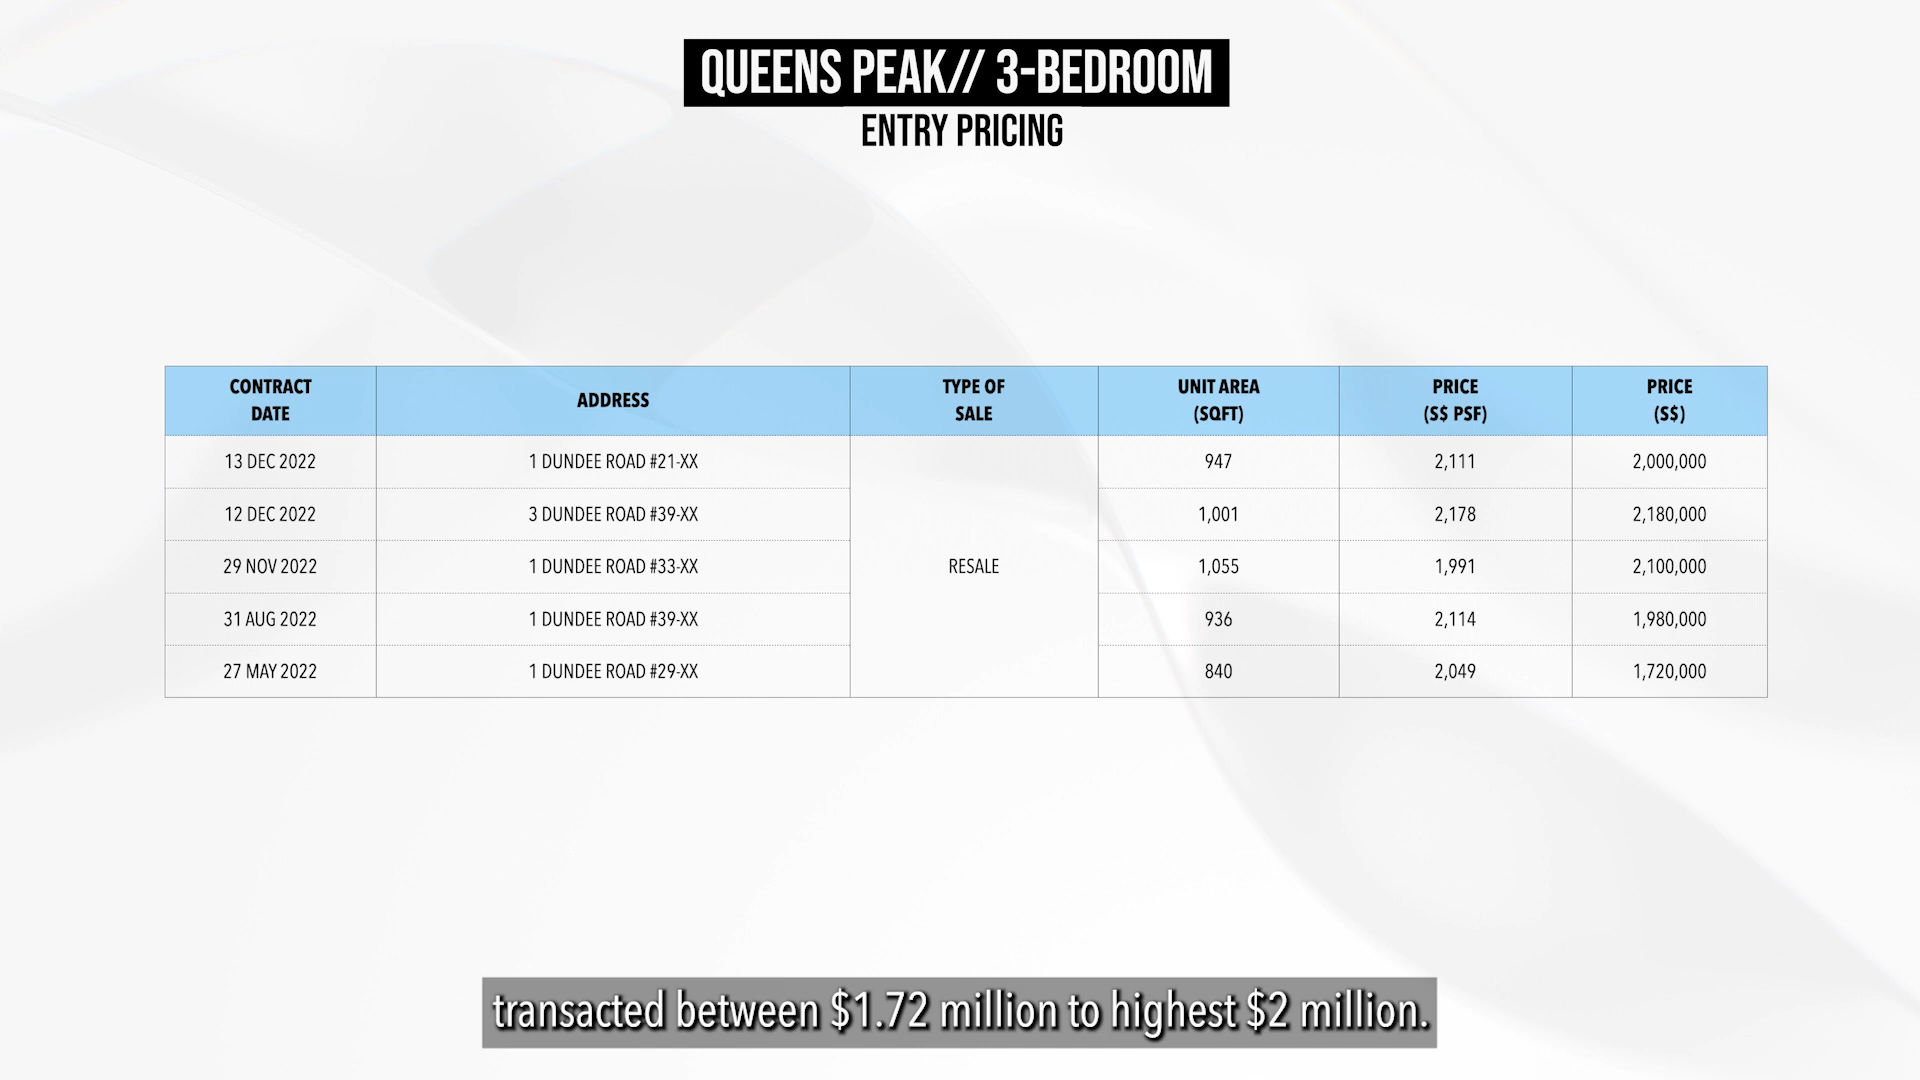 QUEENS PEAK// 3-BEDROOM
ENTRY PRICING
CONTRACT DATE ADDRESS TYPE OF SALE UNIT AREA (SQFT) PRICE (S$ PSF) PRICE (S$)
13 DEC 2022 1 DUNDEE ROAD #21-XX 947 2,111 2,000,000
12 DEC 2022 3 DUNDEE ROAD #39-XX 1,001 2,178 2,180,000
29 NOV 2022 1 DUNDEE ROAD #33-XX RESALE 1,055 1,991 2,100,000
31 AUG 2022 1 DUNDEE ROAD #39-XX 936 2,114 1,980,000
27 MAY 2022 1 DUNDEE ROAD #29-XX 840 2,049 1,720,000
transacted between $1.72 million to highest $2 million.